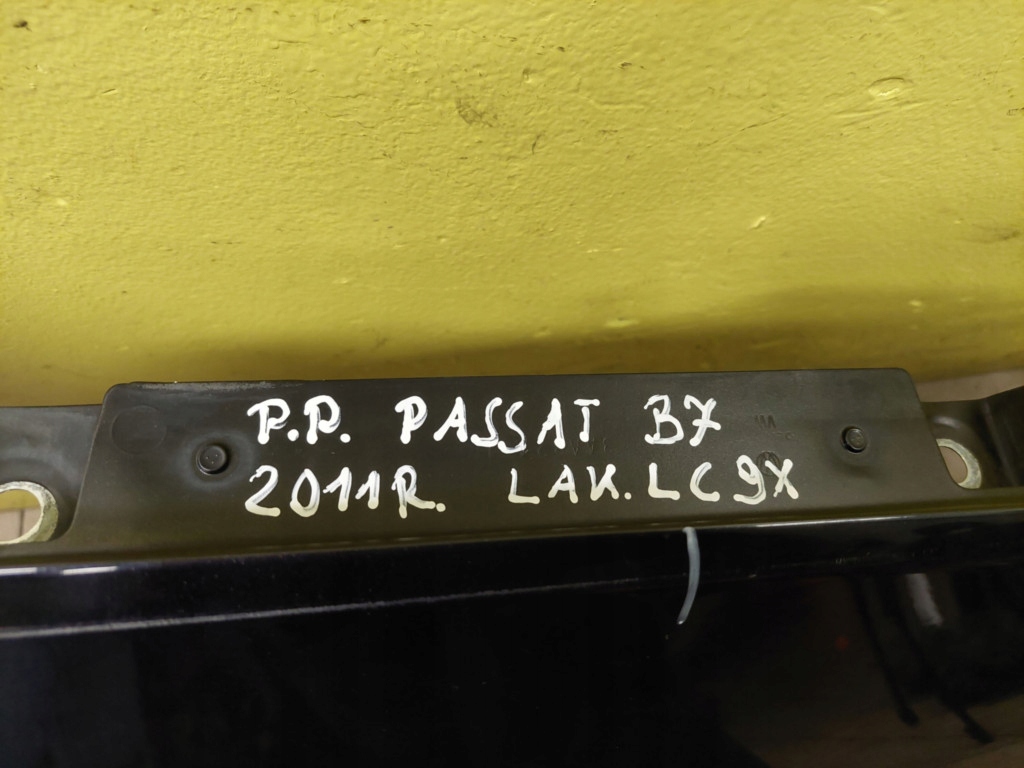 P.P. PASSAT B7
2011R. LAK. LC9X